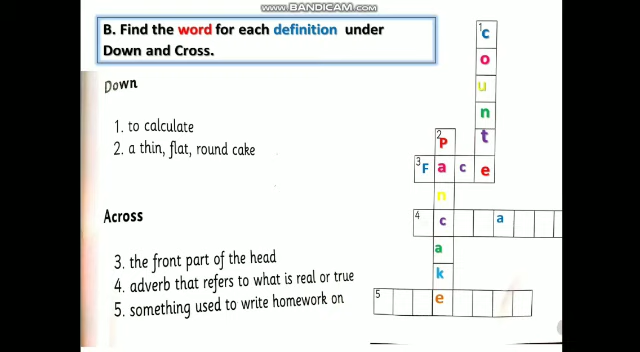 WWW.BANDICAM.COM
B. Find the word for each definition under
Down and Cross.
Down
1. to calculate
2. a thin, flat, round cake
Across
3. the front part of the head
4. adverb that refers to what is real or true
5. something used to write homework on
1 c
o
u
n
2 P t
3 F a c e
n
4 c a
a
k
5 e